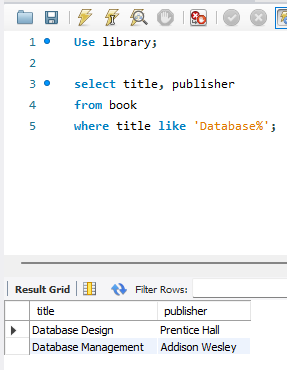 1 Use library;
2
3 select title, publisher
4 from book
5 where title like 'Database%';
Result Grid Filter Rows:
title publisher
Database Design Prentice Hall
Database Management Addison Wesley